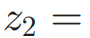 z₂ =